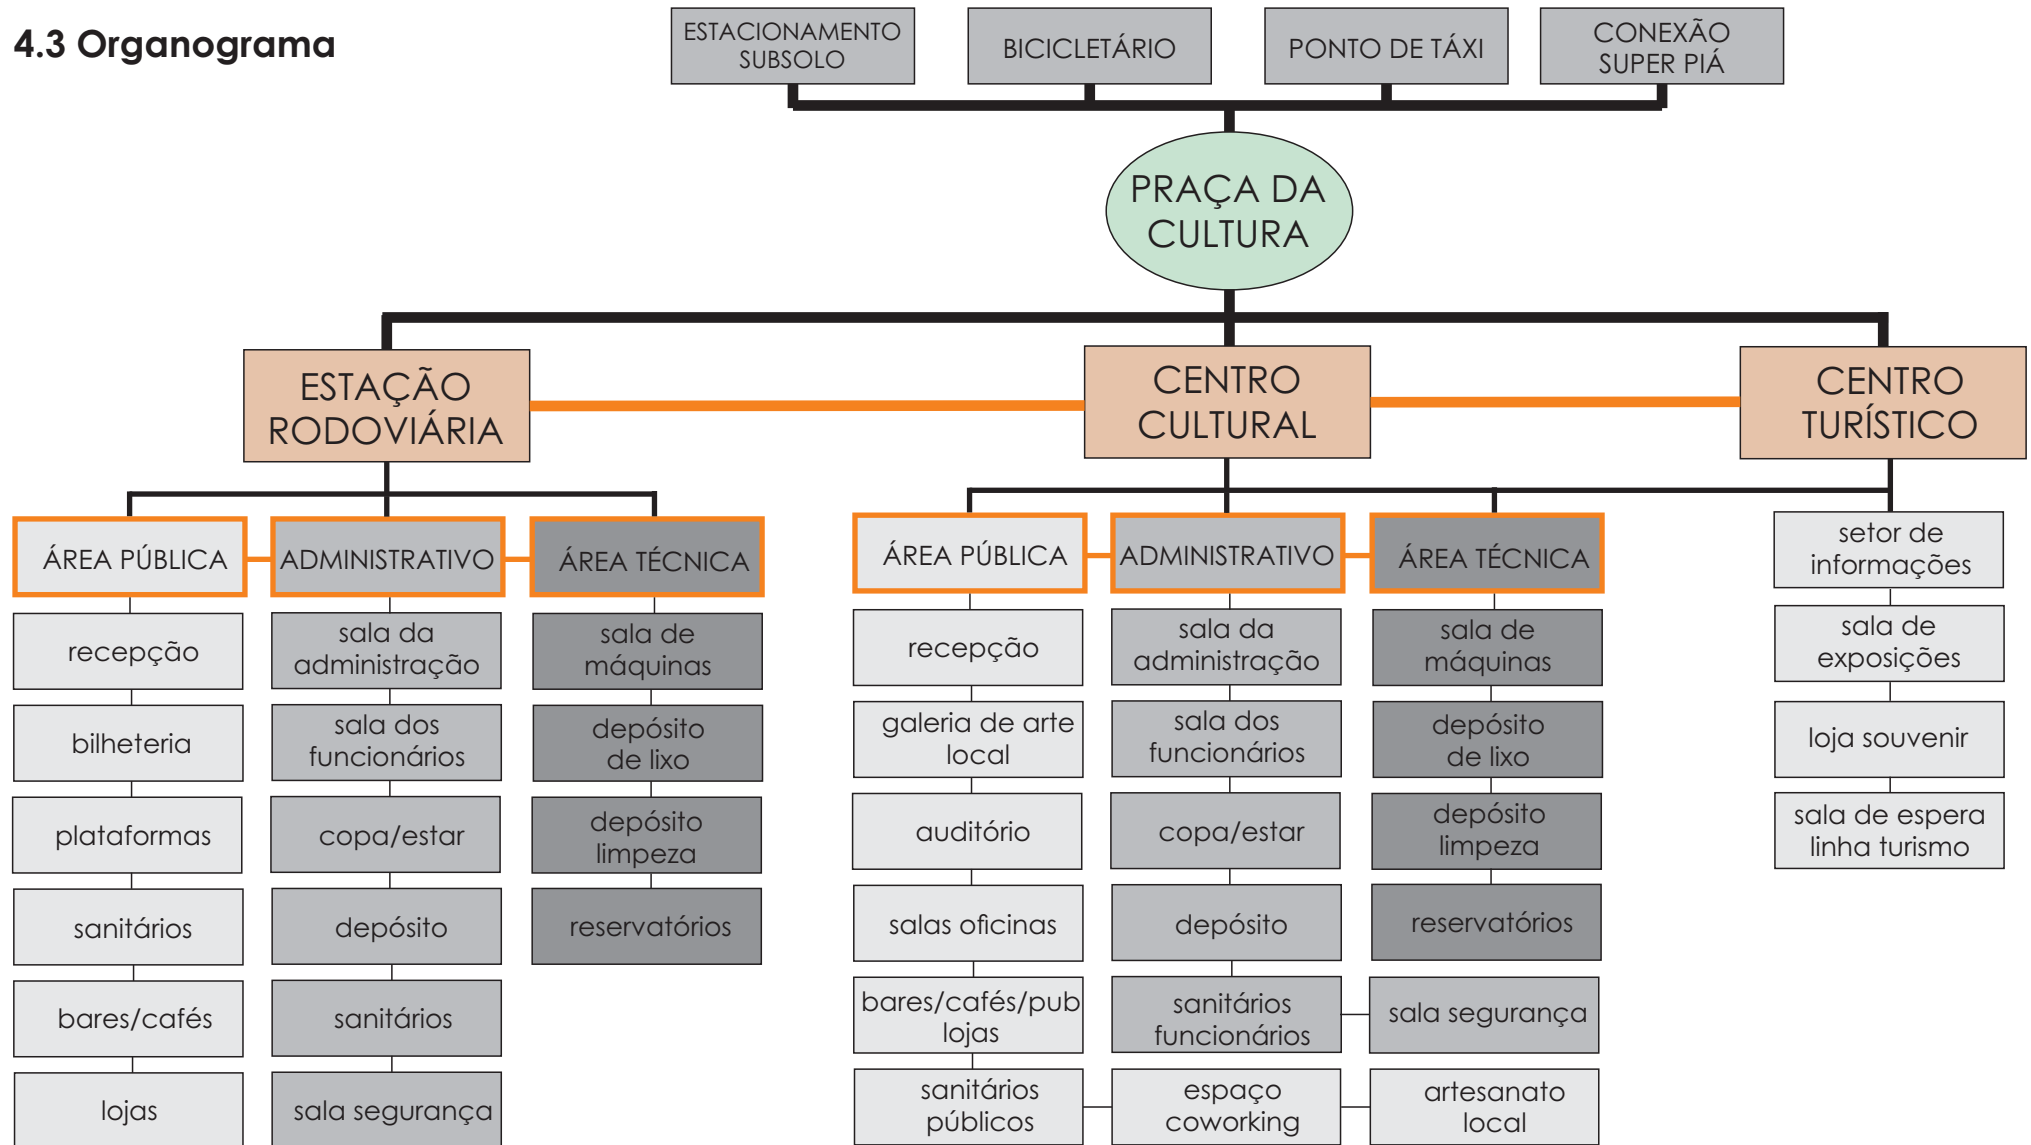 4.3 Organograma
ESTACIONAMENTO
SUBSOLO
BICICLETÁRIO
PONTO DE TÁXI
CONEXÃO
SUPER PIÁ
PRAÇA DA
CULTURA
ESTAÇÃO
RODOVIÁRIA
CENTRO
CULTURAL
CENTRO
TURÍSTICO
ÁREA PÚBLICA
recepção
bilheteria
plataformas
sanitários
bares/cafés
lojas
ADMINISTRATIVO
sala da
administração
sala dos
funcionários
copa/estar
depósito
sanitários
sala segurança
ÁREA TÉCNICA
sala de
máquinas
depósito
de lixo
depósito
limpeza
reservatórios
ÁREA PÚBLICA
recepção
galeria de arte
local
auditório
salas oficinas
bares/cafés/pub
lojas
sanitários
públicos
ADMINISTRATIVO
sala da
administração
sala dos
funcionários
copa/estar
depósito
sanitários
funcionários
espaço
coworking
ÁREA TÉCNICA
sala de
máquinas
depósito
de lixo
depósito
limpeza
reservatórios
sala segurança
artesanato
local
setor de
informações
sala de
exposições
loja souvenir
sala de espera
linha turismo